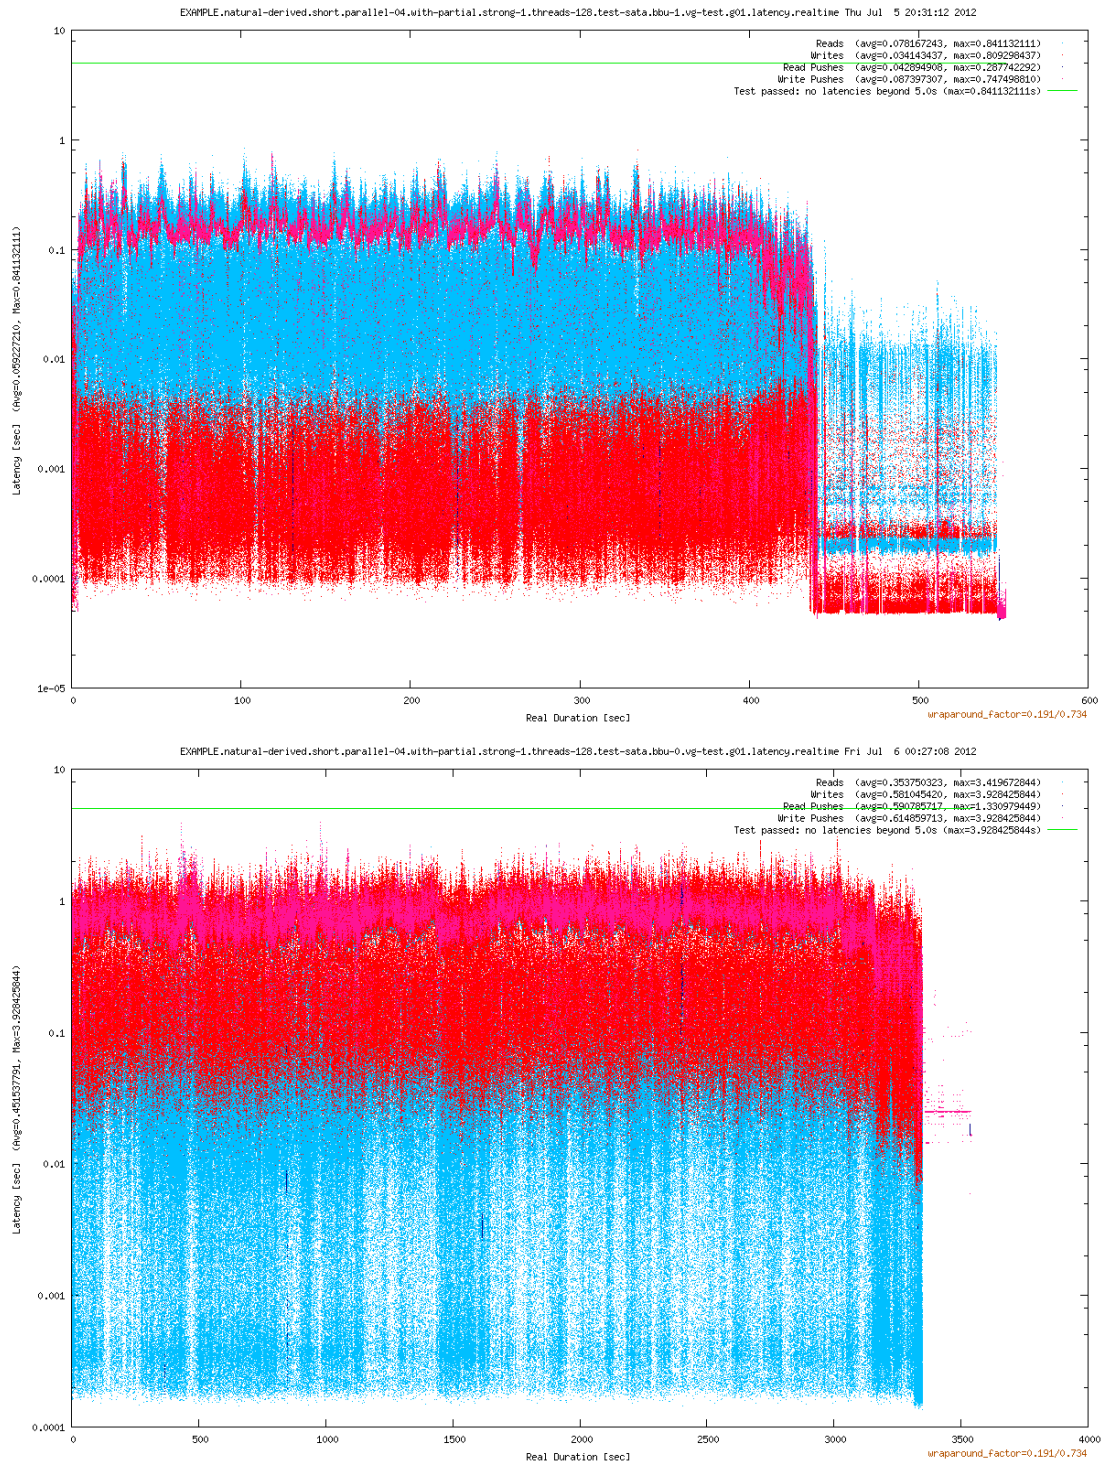 EXAMPLE.natural-derived.short.parallel-04.with-partial.strong-1.threads-128.test-sata.bbu-1.vg-test.g01.latency.realtime Thu Jul  5 20:31:12 2012
Reads  (avg=0.078167243, max=0.841132111)
Writes  (avg=0.034143437, max=0.809298437)
Read Pushes  (avg=0.042894908, max=0.287742292)
Write Pushes  (avg=0.087397307, max=0.747498810)
Test passed: no latencies beyond 5.0s (max=0.841132111s)
10
1
0.1
0.01
0.001
0.0001
1e-05
Latency [sec]  (Avg=0.059227210, Max=0.841132111)
0 100 200 300 400 500 600
Real Duration [sec]
wraparound_factor=0.191/0.734
EXAMPLE.natural-derived.short.parallel-04.with-partial.strong-1.threads-128.test-sata.bbu-0.vg-test.g01.latency.realtime Fri Jul  6 00:27:08 2012
Reads  (avg=0.353750323, max=3.419672844)
Writes  (avg=0.581045420, max=3.928425844)
Read Pushes  (avg=0.590785717, max=1.330979449)
Write Pushes  (avg=0.614859713, max=3.928425844)
Test passed: no latencies beyond 5.0s (max=3.928425844s)
10
1
0.1
0.01
0.001
0.0001
Latency [sec]  (Avg=0.451537791, Max=3.928425844)
0 500 1000 1500 2000 2500 3000 3500 4000
Real Duration [sec]
wraparound_factor=0.191/0.734